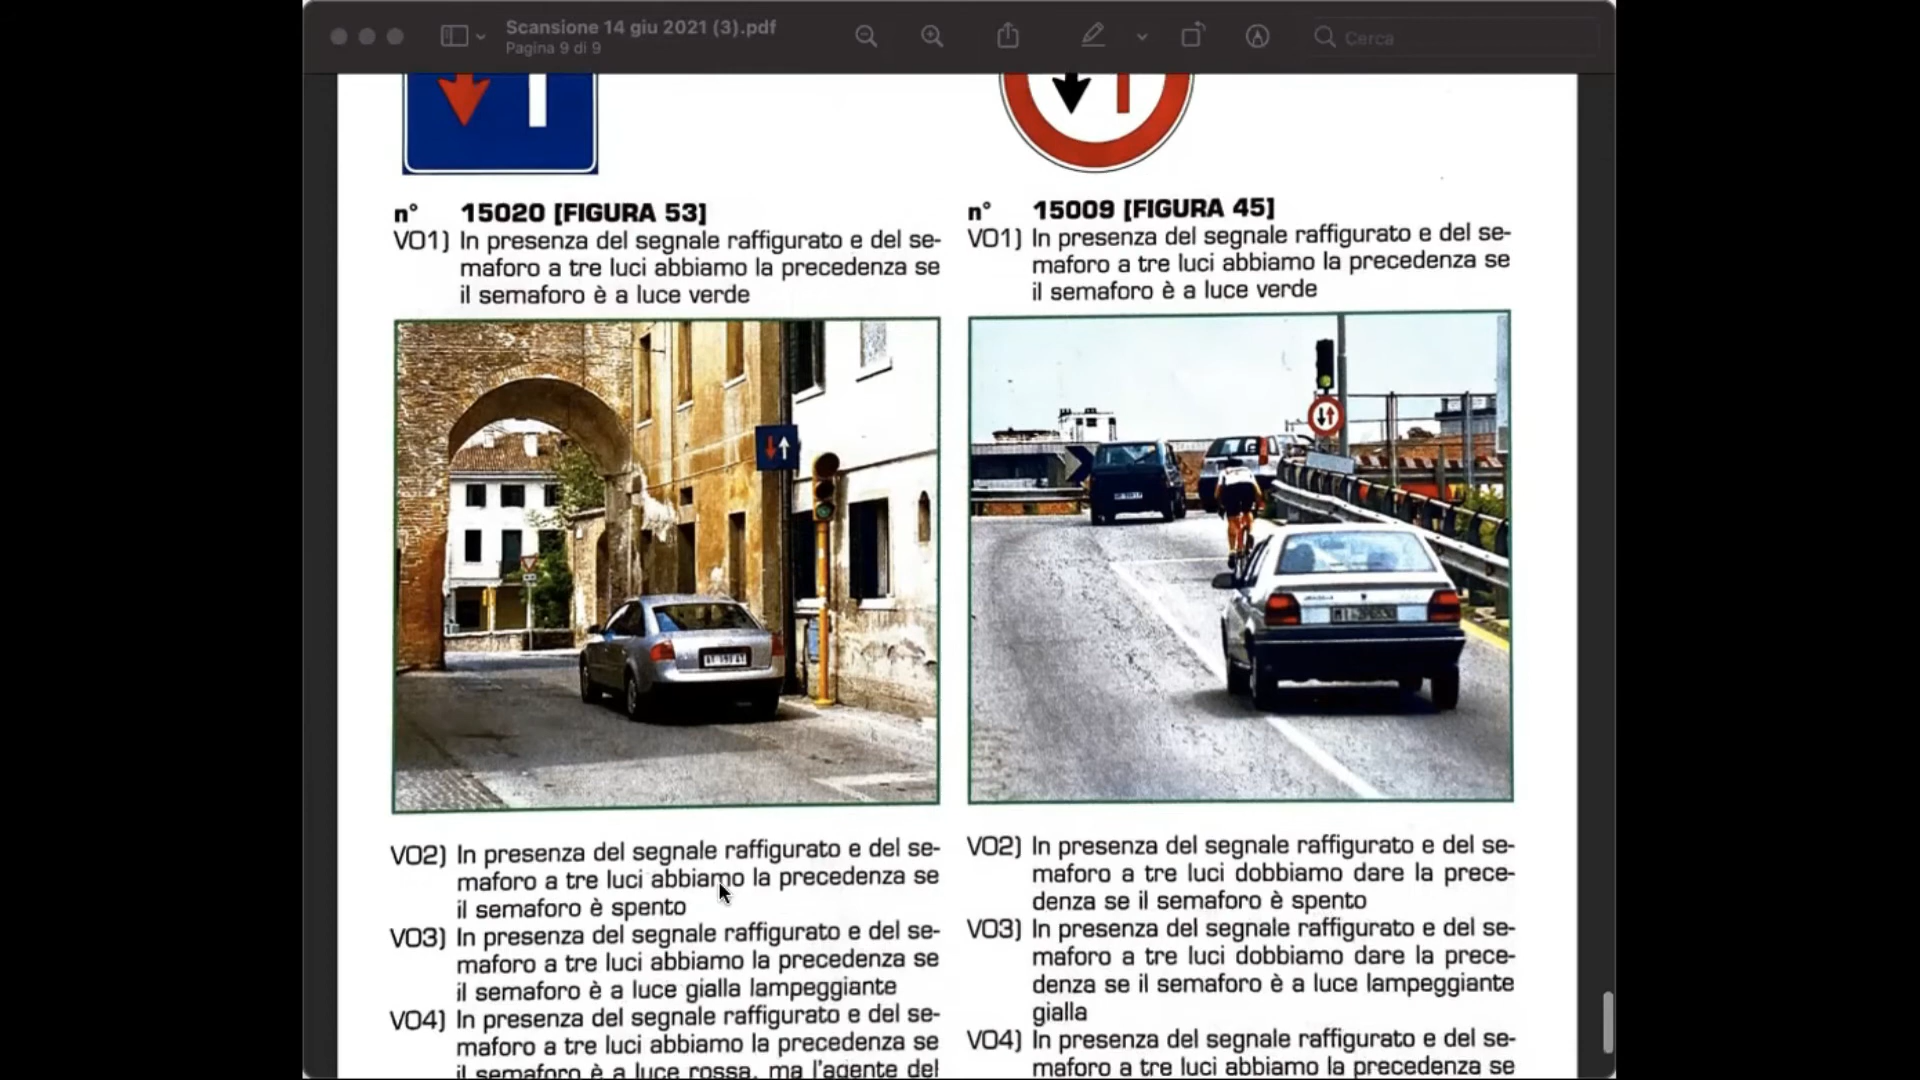 Scansione 14 giu 2021 (3).pdf
Pagina 9 di 9
Cerca
n° 15020 [FIGURA 53]
V01) In presenza del segnale raffigurato e del se-
maforo a tre luci abbiamo la precedenza se
il semaforo è a luce verde
V02) In presenza del segnale raffigurato e del se-
maforo a tre luci abbiamo la precedenza se
il semaforo è spento
V03) In presenza del segnale raffigurato e del se-
maforo a tre luci abbiamo la precedenza se
il semaforo è a luce gialla lampeggiante
V04) In presenza del segnale raffigurato e del se-
maforo a tre luci abbiamo la precedenza se
il semaforo è a luce rossa, ma l'agente del
n° 15009 [FIGURA 45]
V01) In presenza del segnale raffigurato e del se-
maforo a tre luci abbiamo la precedenza se
il semaforo è a luce verde
V02) In presenza del segnale raffigurato e del se-
maforo a tre luci dobbiamo dare la prece-
denza se il semaforo è spento
V03) In presenza del segnale raffigurato e del se-
maforo a tre luci dobbiamo dare la prece-
denza se il semaforo è a luce lampeggiante
gialla
V04) In presenza del segnale raffigurato e del se-
maforo a tre luci abbiamo la precedenza se